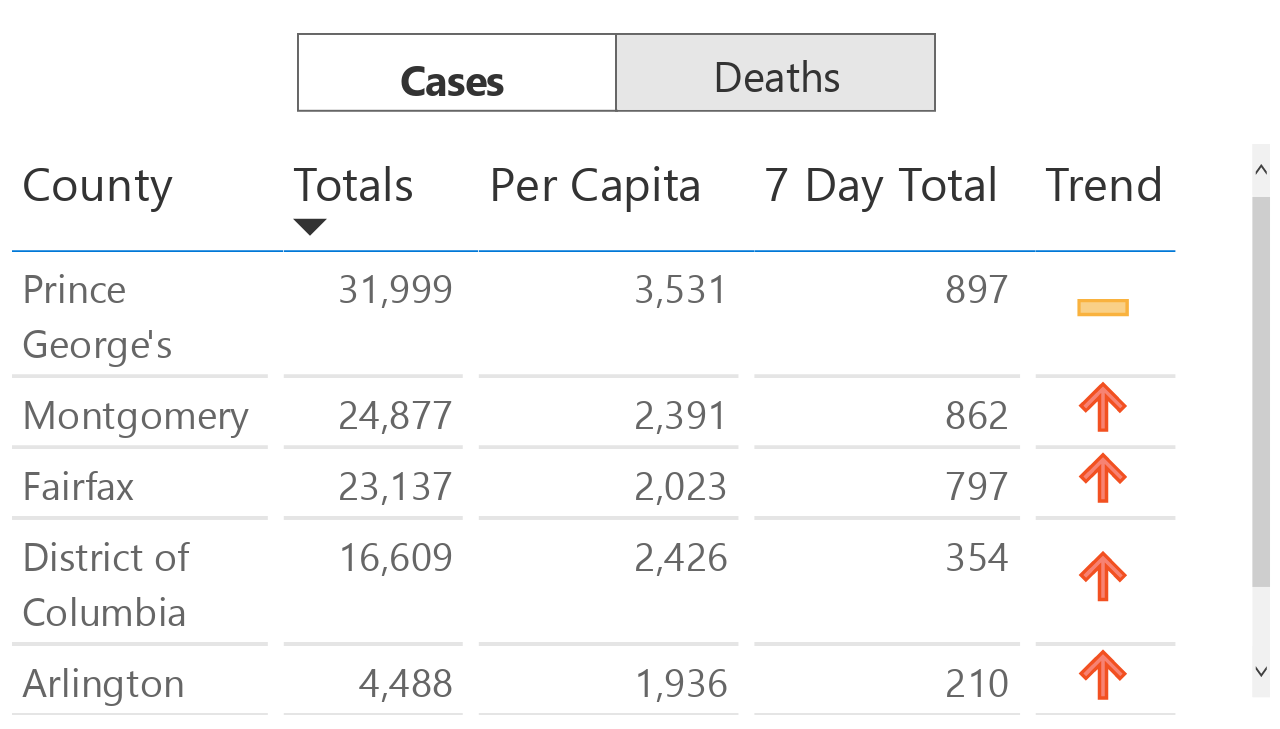 Cases Deaths
County Totals Per Capita 7 Day Total Trend
Prince 31,999 3,531 897
George's
Montgomery 24,877 2,391 862
Fairfax 23,137 2,023 797
District of 16,609 2,426 354
Columbia
Arlington 4,488 1,936 210